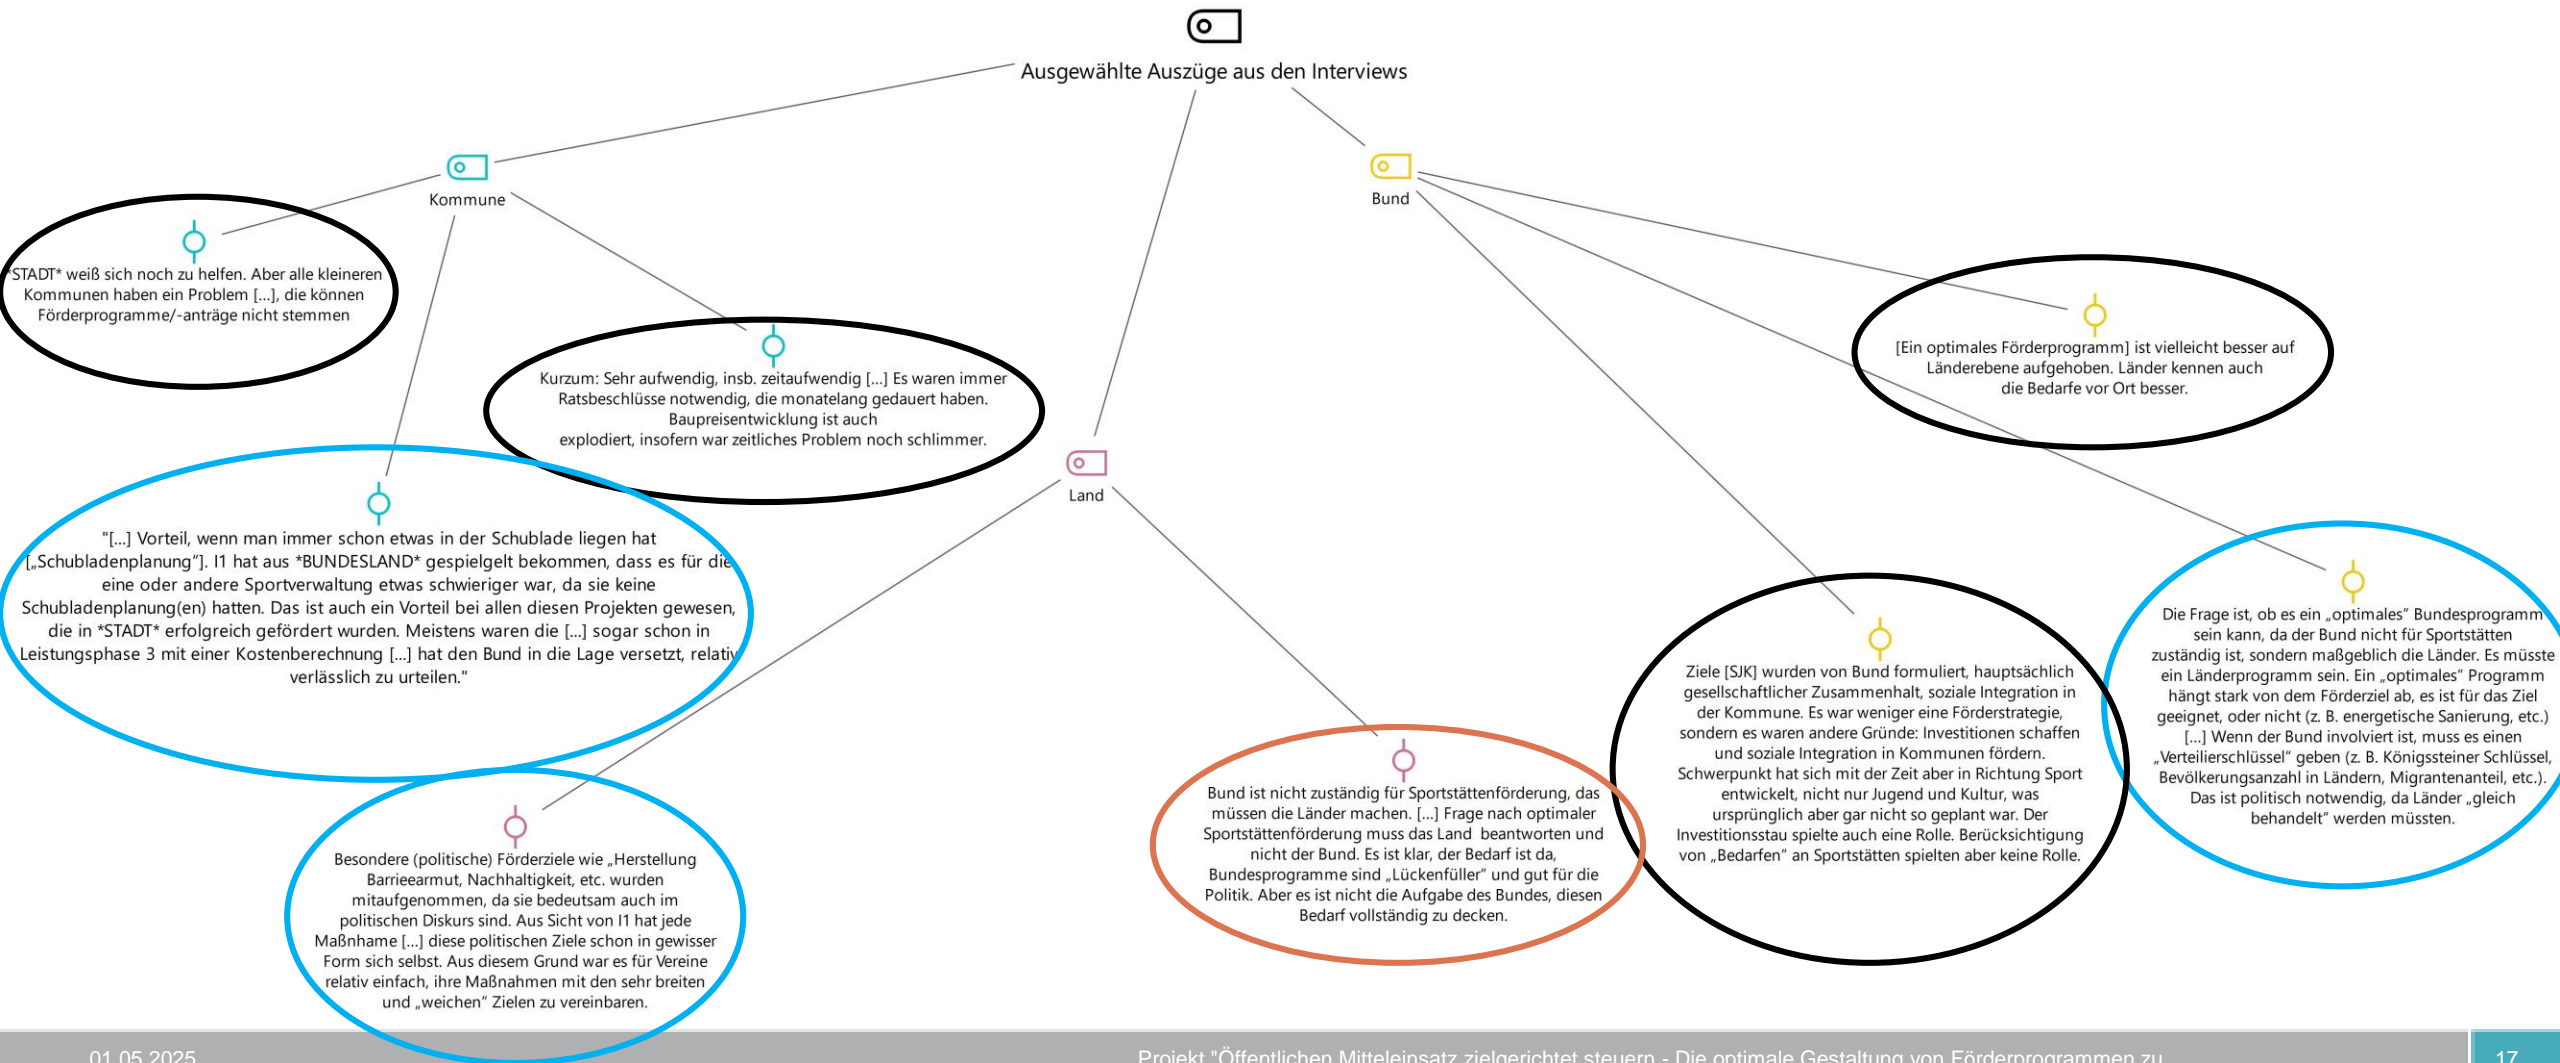 Ausgewählte Auszüge aus den Interviews
Kommune
Bund
*STADT* weiß sich noch zu helfen. Aber alle kleineren
Kommunen haben ein Problem [...], die können
Förderprogramme/-anträge nicht stemmen
Kurzum: Sehr aufwendig, insb. zeitaufwendig [...] Es waren immer
Ratsbeschlüsse notwendig, die monatelang gedauert haben.
Baupreisentwicklung ist auch
explodiert, insofern war zeitliches Problem noch schlimmer.
[Ein optimales Förderprogramm] ist vielleicht besser auf
Länderebene aufgehoben. Länder kennen auch
die Bedarfe vor Ort besser.
Land
"[...] Vorteil, wenn man immer schon etwas in der Schublade liegen hat
[„Schubladenplanung“]. I1 hat aus *BUNDESLAND* gespielgelt bekommen, dass es für die
eine oder andere Sportverwaltung etwas schwieriger war, da sie keine
Schubladenplanung(en) hatten. Das ist auch ein Vorteil bei allen diesen Projekten gewesen,
die in *STADT* erfolgreich gefördert wurden. Meistens waren die [...] sogar schon in
Leistungsphase 3 mit einer Kostenberechnung [...] hat den Bund in die Lage versetzt, relativ
verlässlich zu urteilen."
Besondere (politische) Förderziele wie „Herstellung
Barrieearmut, Nachhaltigkeit, etc. wurden
mitaufgenommen, da sie bedeutsam auch im
politischen Diskurs sind. Aus Sicht von I1 hat jede
Maßnhame [...] diese politischen Ziele schon in gewisser
Form sich selbst. Aus diesem Grund war es für Vereine
relativ einfach, ihre Maßnahmen mit den sehr breiten
und „weichen“ Zielen zu vereinbaren.
Bund ist nicht zuständig für Sportstättenförderung, das
müssen die Länder machen. [...] Frage nach optimaler
Sportstättenförderung muss das Land beantworten und
nicht der Bund. Es ist klar, der Bedarf ist da,
Bundesprogramme sind „Lückenfüller“ und gut für die
Politik. Aber es ist nicht die Aufgabe des Bundes, diesen
Bedarf vollständig zu decken.
Ziele [SJK] wurden von Bund formuliert, hauptsächlich
gesellschaftlicher Zusammenhalt, soziale Integration in
der Kommune. Es war weniger eine Förderstrategie,
sondern es waren andere Gründe: Investitionen schaffen
und soziale Integration in Kommunen fördern.
Schwerpunkt hat sich mit der Zeit aber in Richtung Sport
entwickelt, nicht nur Jugend und Kultur, was
ursprünglich aber gar nicht so geplant war. Der
Investitionsstau spielte auch eine Rolle. Berücksichtigung
von „Bedarfen“ an Sportstätten spielten aber keine Rolle.
Die Frage ist, ob es ein „optimales“ Bundesprogramm
sein kann, da der Bund nicht für Sportstätten
zuständig ist, sondern maßgeblich die Länder. Es müsste
ein Länderprogramm sein. Ein „optimales“ Programm
hängt stark von dem Förderziel ab, es ist für das Ziel
geeignet, oder nicht (z. B. energetische Sanierung, etc.)
[...] Wenn der Bund involviert ist, muss es einen
„Verteilierschlüssel“ geben (z. B. Königssteiner Schlüssel,
Bevölkerungsanzahl in Ländern, Migrantenanteil, etc.).
Das ist politisch notwendig, da Länder „gleich
behandelt“ werden müssten.
01.05.2025
Projekt "Öffentlichen Mitteleinsatz zielgerichtet steuern - Die optimale Gestaltung von Förderprogrammen zu
17